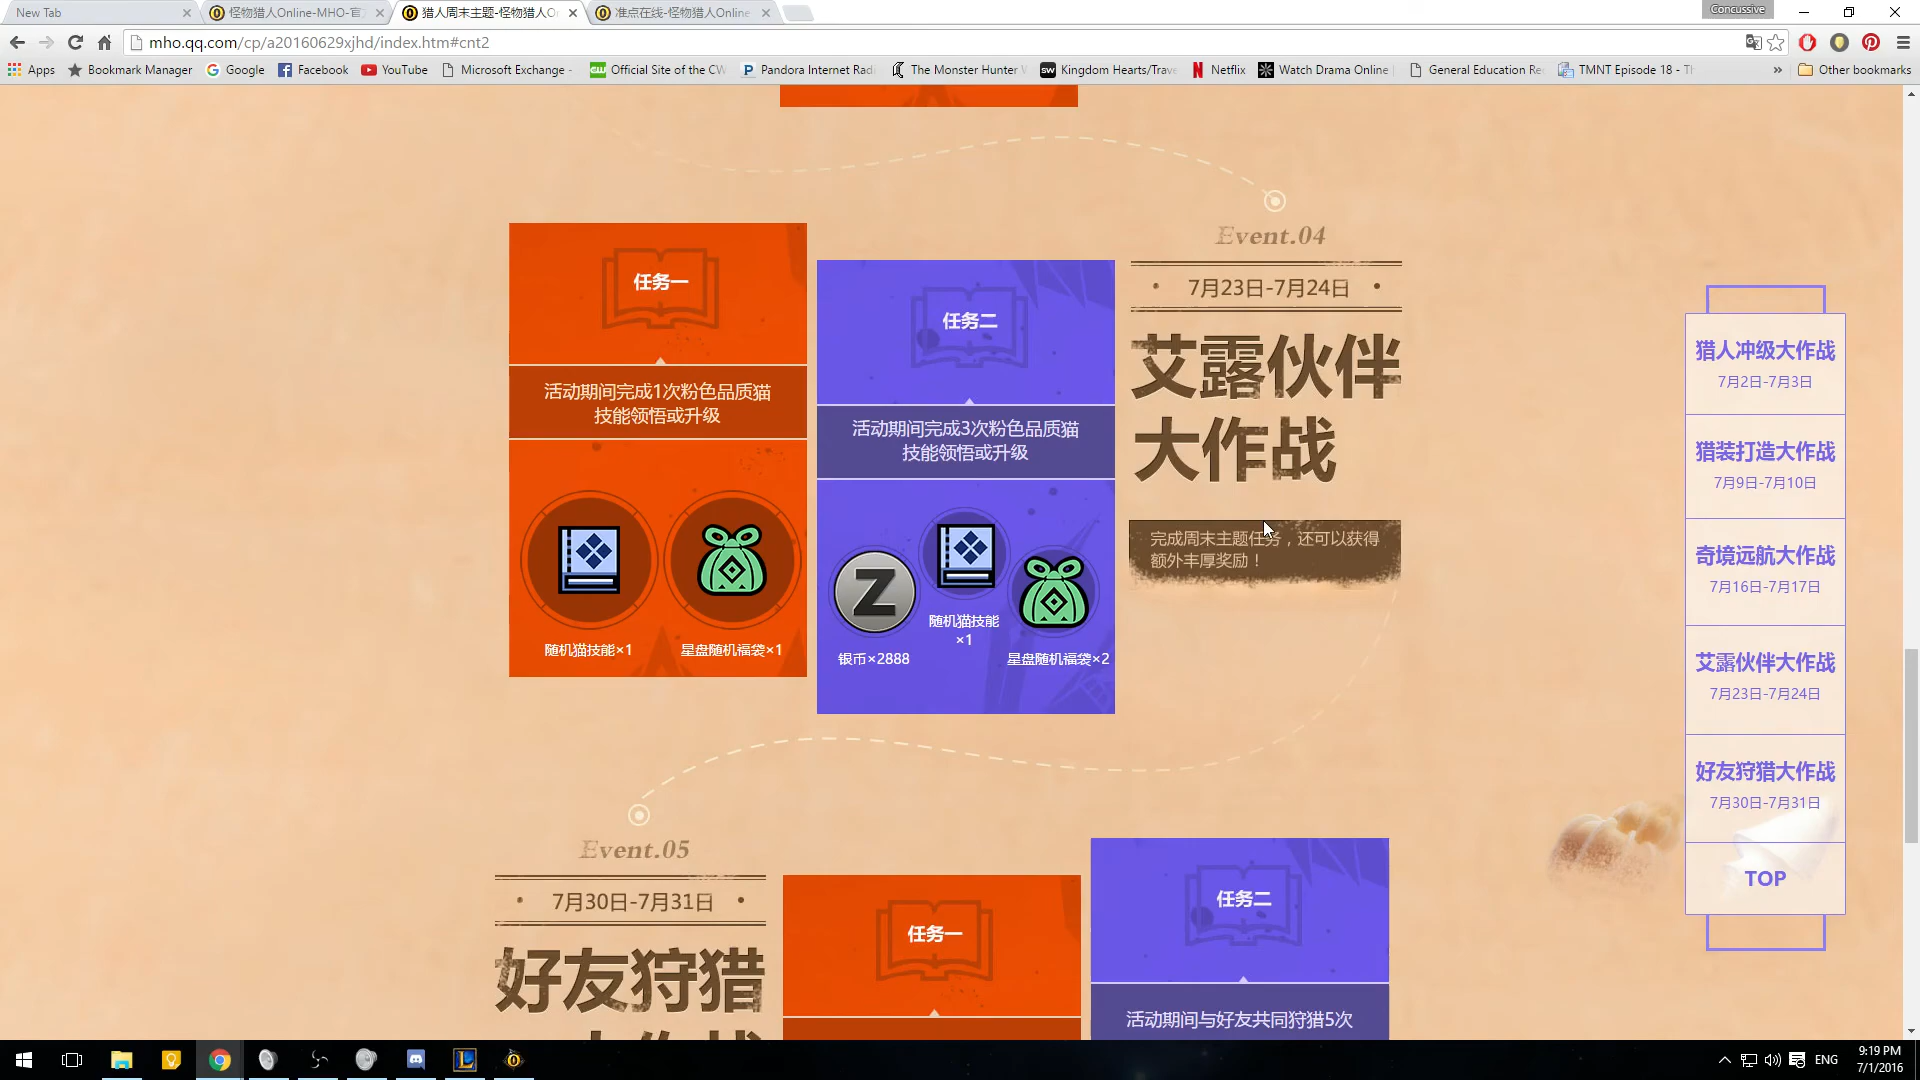 New Tab
怪物猎人Online-MHO-官
猎人周末主题-怪物猎人O
准点在线-怪物猎人Online
Concussive
mho.qq.com/cp/a20160629xjhd/index.htm#cnt2
Apps
Bookmark Manager
Google
Facebook
YouTube
Microsoft Exchange -
Official Site of the CW
Pandora Internet Rad
The Monster Hunter
Kingdom Hearts/Trave
Netflix
Watch Drama Online
General Education Re
TMNT Episode 18 - T
» Other bookmarks
Event.04
7月23日-7月24日
艾露伙伴
大作战
完成周末主题任务，还可以获得
额外丰厚奖励！
任务一
活动期间完成1次粉色品质猫
技能领悟或升级
随机猫技能×1
星盘随机福袋×1
任务二
活动期间完成3次粉色品质猫
技能领悟或升级
Z
银币×2888
随机猫技能
×1
星盘随机福袋×2
Event.05
7月30日-7月31日
好友狩猎
任务一
任务二
活动期间与好友共同狩猎5次
猎人冲级大作战
7月2日-7月3日
猎装打造大作战
7月9日-7月10日
奇境远航大作战
7月16日-7月17日
艾露伙伴大作战
7月23日-7月24日
好友狩猎大作战
7月30日-7月31日
TOP
ENG
9:19 PM
7/1/2016